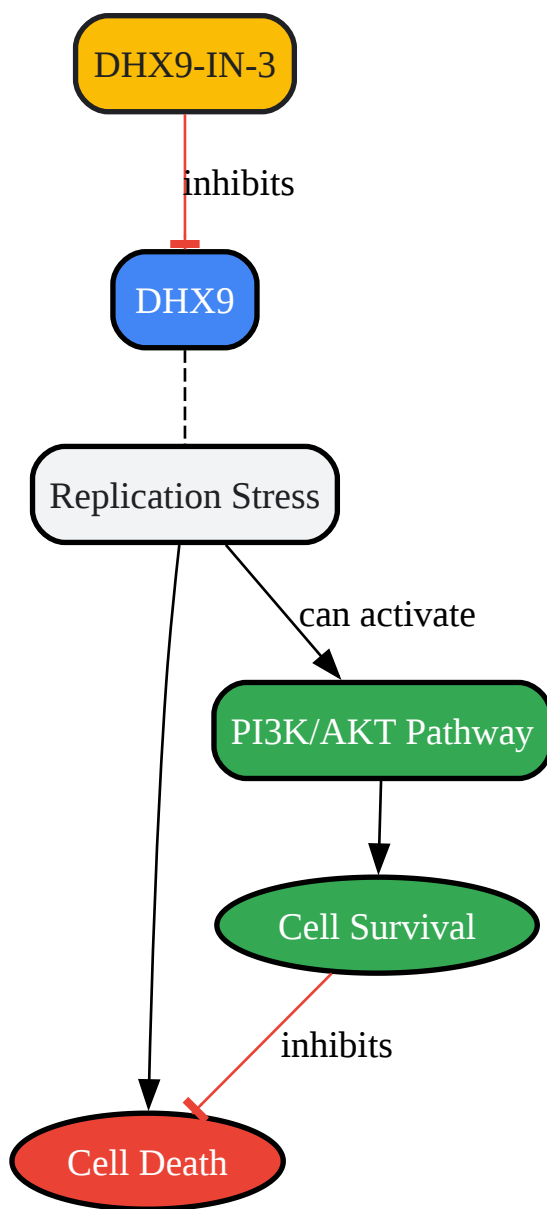 DHX9-IN-3
inhibits
DHX9
Replication Stress
can activate
PI3K/AKT Pathway
Cell Survival
inhibits
Cell Death